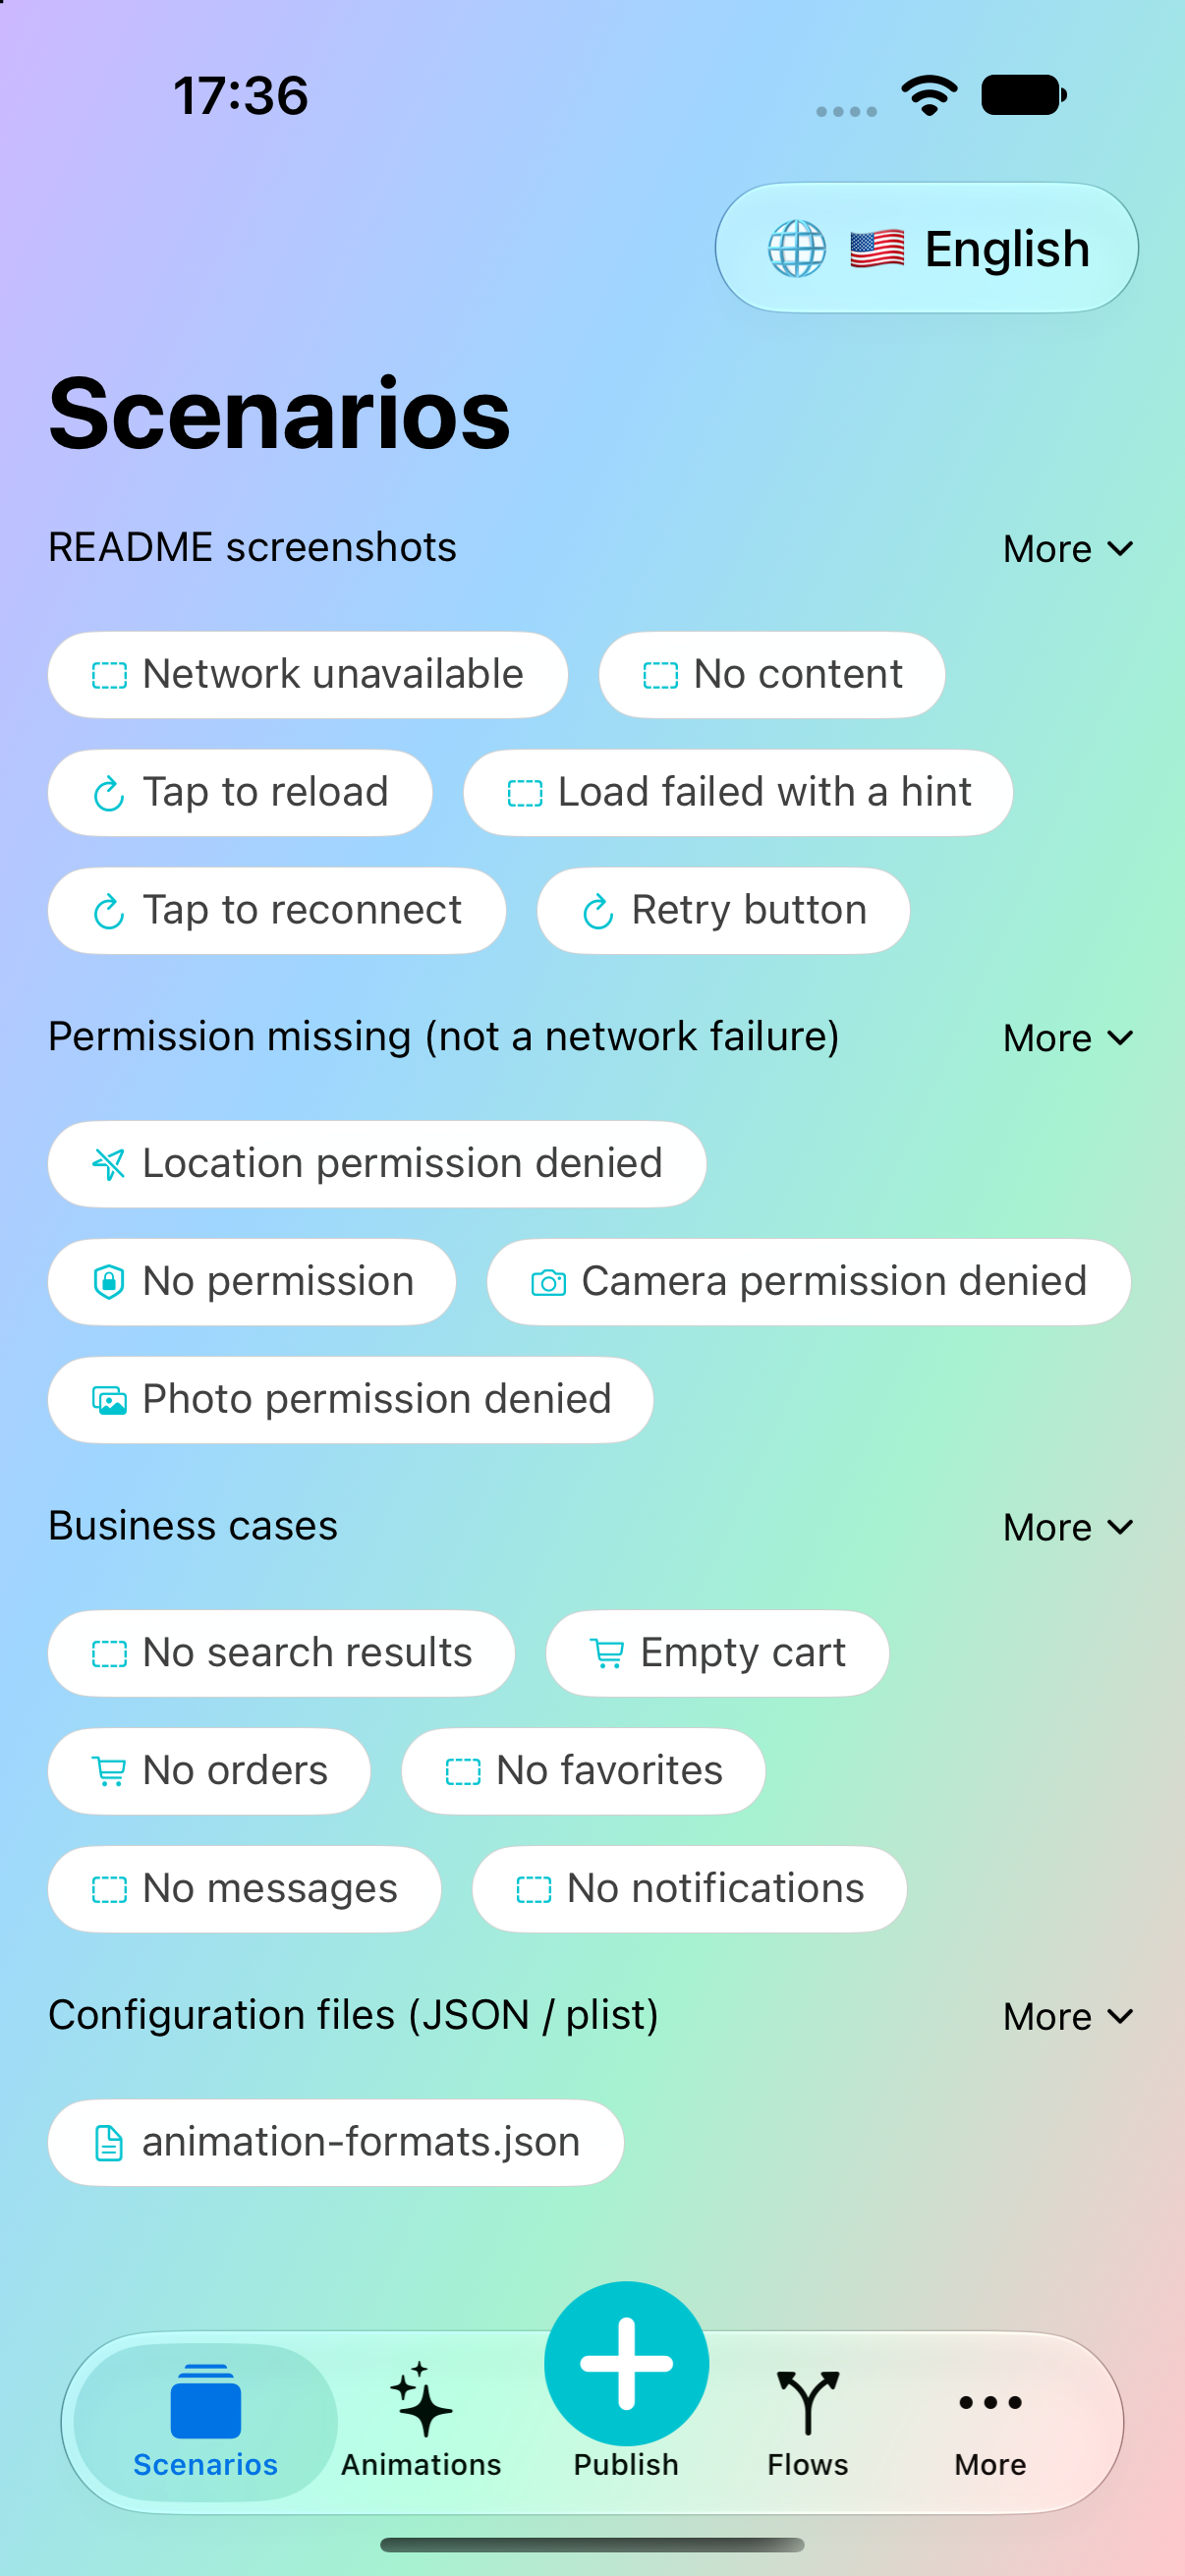 17:36
English
Scenarios
README screenshots More
Network unavailable No content
Tap to reload Load failed with a hint
Tap to reconnect Retry button
Permission missing (not a network failure) More
Location permission denied
No permission Camera permission denied
Photo permission denied
Business cases More
No search results Empty cart
No orders No favorites
No messages No notifications
Configuration files (JSON / plist) More
animation-formats.json
Scenarios Animations Publish Flows More